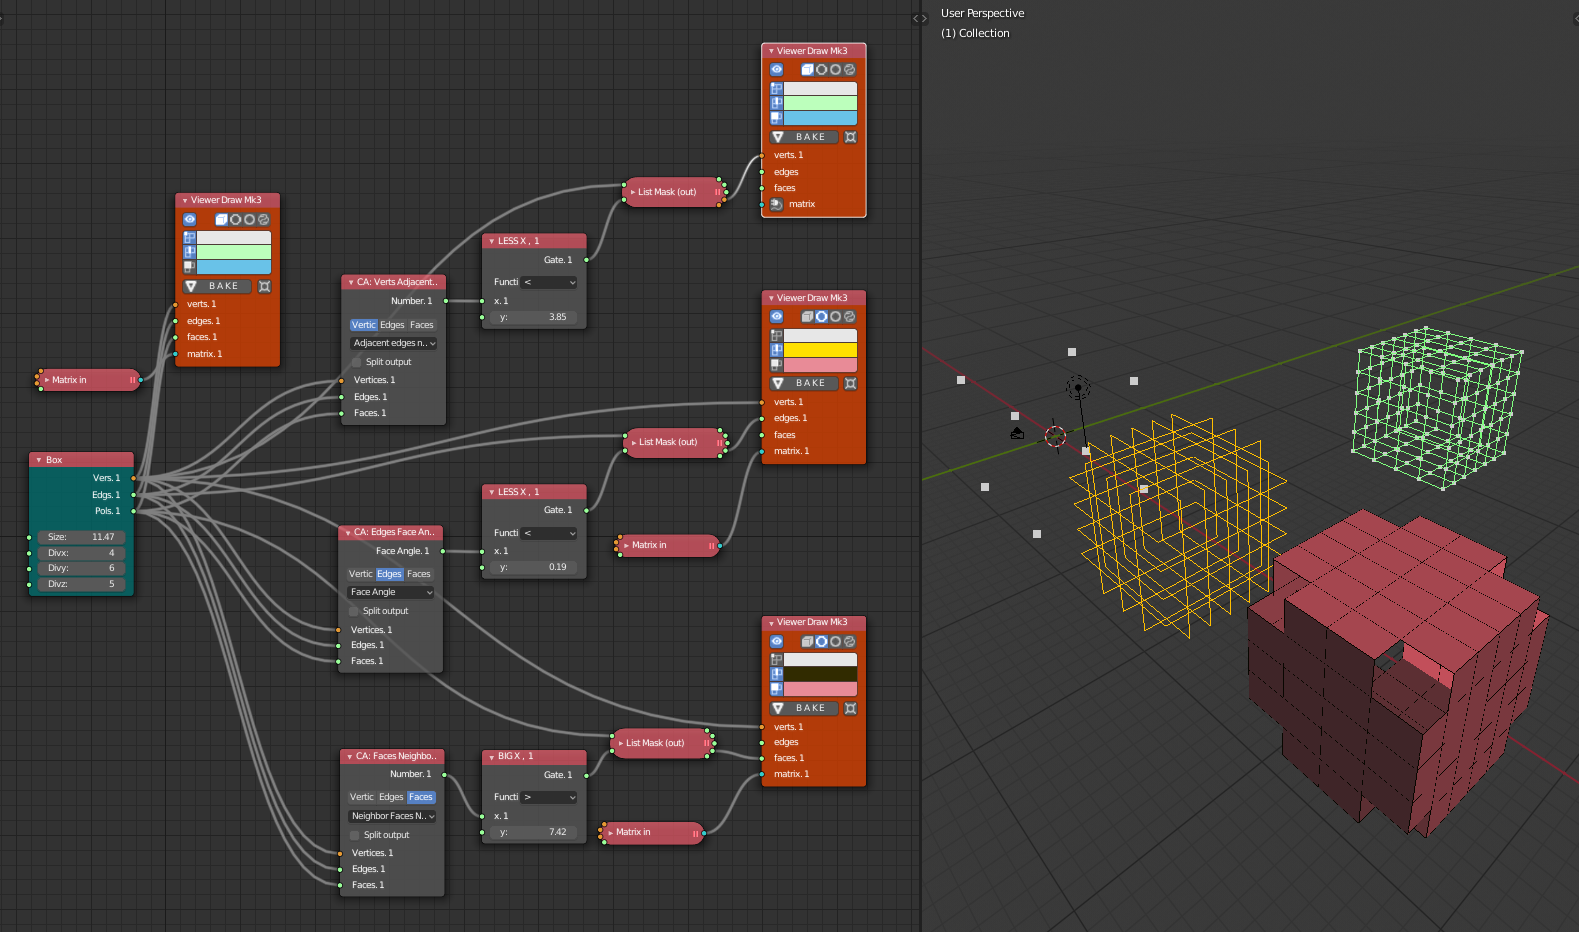 User Perspective
(1) Collection
Viewer Draw Mk3
BAKE
verts. 1
edges
faces
matrix
List Mask (out)
Viewer Draw Mk3
BAKE
verts. 1
edges. 1
faces. 1
matrix. 1
LESS X , 1
Gate. 1
Functi <
x. 1
y: 3.85
CA: Verts Adjacent..
Number. 1
Vertic Edges Faces
Adjacent edges n..
Split output
Vertices. 1
Edges. 1
Faces. 1
Viewer Draw Mk3
BAKE
verts. 1
edges. 1
faces
matrix. 1
Matrix in
List Mask (out)
Box
Vers. 1
Edgs. 1
Pols. 1
Size: 11.47
Divx: 4
Divy: 6
Divz: 5
LESS X , 1
Gate. 1
Functi <
x. 1
y: 0.19
CA: Edges Face An..
Face Angle. 1
Vertic Edges Faces
Face Angle
Split output
Vertices. 1
Edges. 1
Faces. 1
Matrix in
Viewer Draw Mk3
BAKE
verts. 1
edges
faces. 1
matrix. 1
List Mask (out)
CA: Faces Neighbo..
Number. 1
Vertic Edges Faces
Neighbor Faces N..
Split output
Vertices. 1
Edges. 1
Faces. 1
BIG X , 1
Gate. 1
Functi >
x. 1
y: 7.42
Matrix in